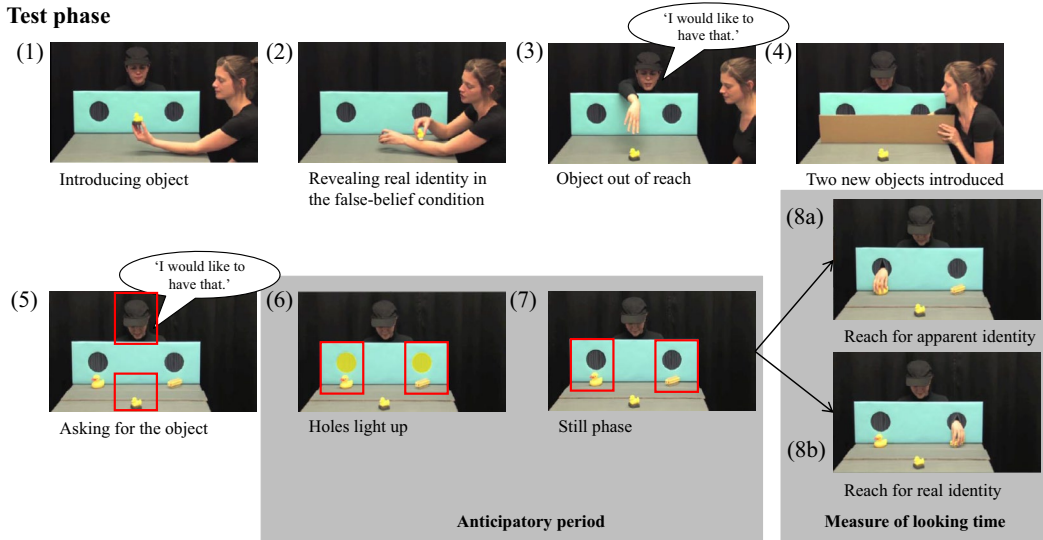 Test phase
(1)
(2)
(3)
'I would like to
have that.'
(4)
Introducing object
Revealing real identity in
the false-belief condition
Object out of reach
Two new objects introduced
(5)
'I would like to
have that.'
(6)
(7)
(8a)
Reach for apparent identity
Asking for the object
Holes light up
Still phase
(8b)
Reach for real identity
Anticipatory period
Measure of looking time